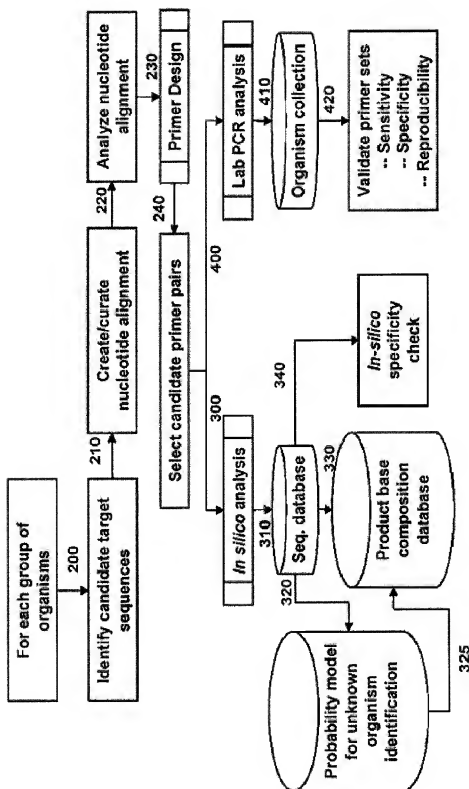 For each group of
organisms
200
Identify candidate target
sequences
210
Create/curate
nucleotide alignment
220
Analyze nucleotide
alignment
230
Primer Design
240
Select candidate primer pairs
300
400
In silico analysis
310
Seq. database
320
Probability model
for unknown
organism
identification
325
330
Product base
composition
database
340
In-silico
specificity
check
Lab PCR analysis
410
Organism collection
420
Validate primer sets
-- Sensitivity
-- Specificity
-- Reproducibility